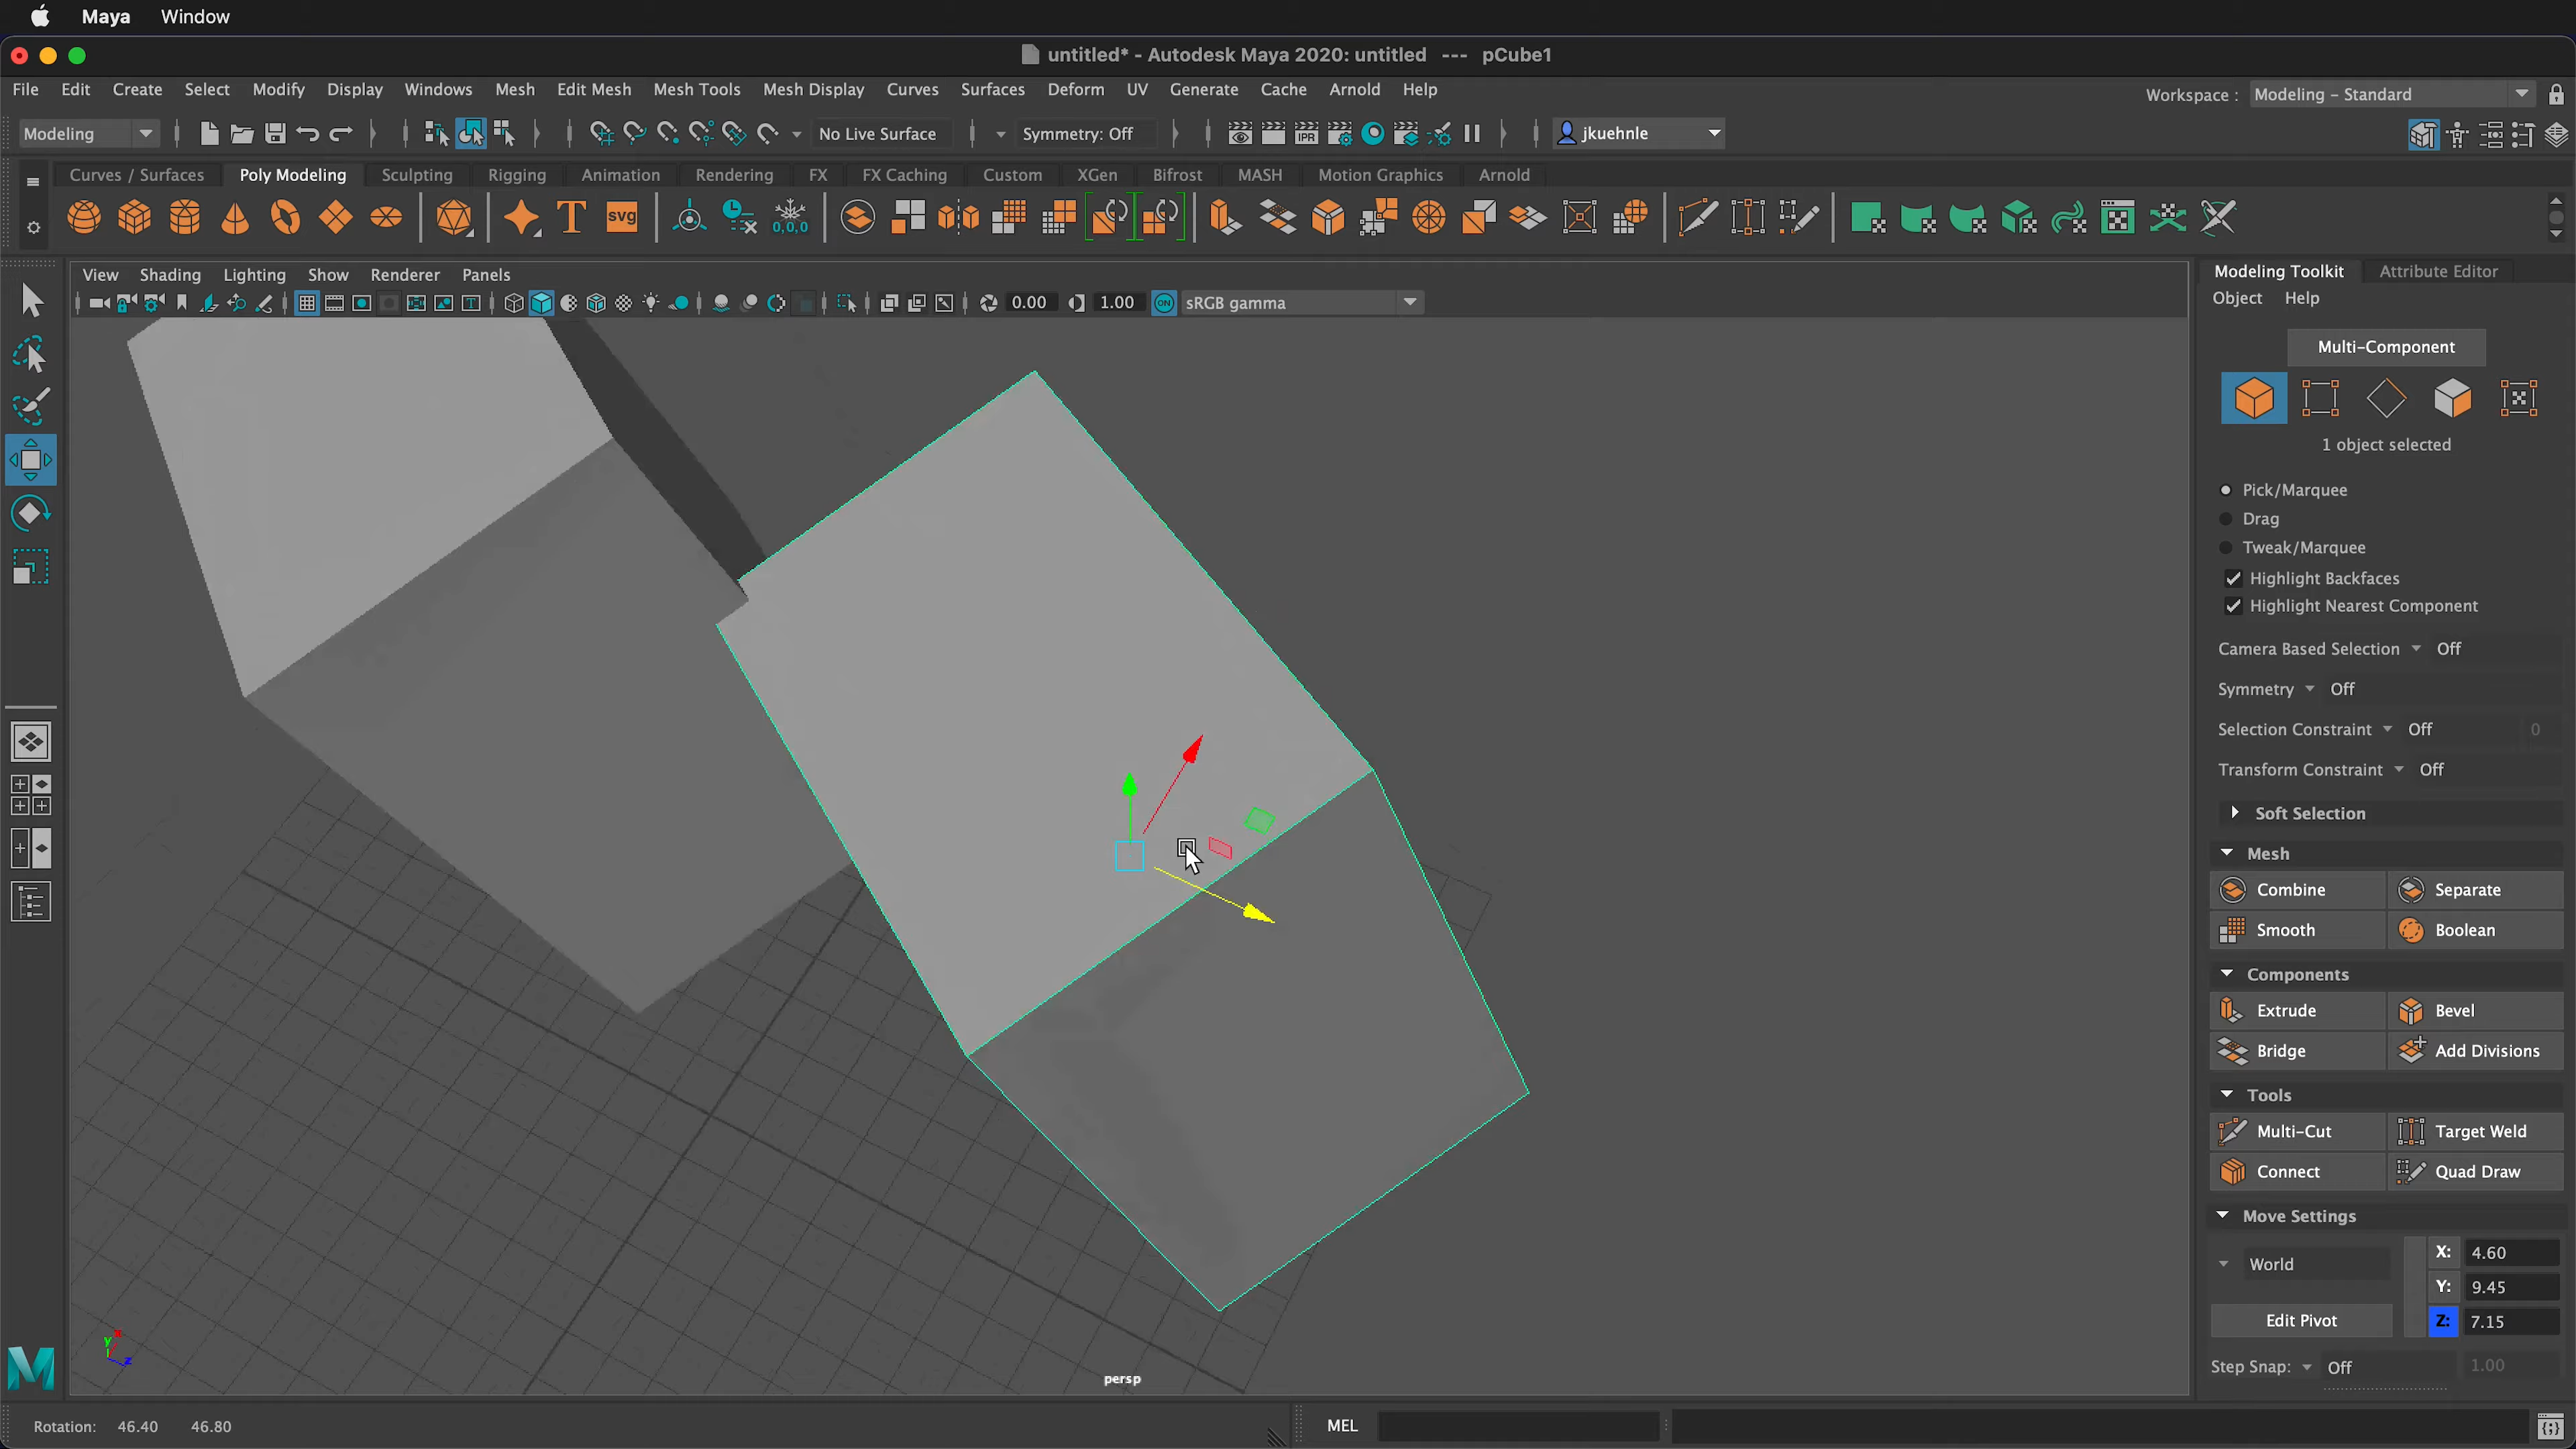 Maya Window
untitled* - Autodesk Maya 2020: untitled --- pCube1
File Edit Create Select Modify Display Windows Mesh Edit Mesh Mesh Tools Mesh Display Curves Surfaces Deform UV Generate Cache Arnold Help
Workspace : Modeling - Standard
Modeling No Live Surface Symmetry: Off jkuehnle
Curves / Surfaces Poly Modeling Sculpting Rigging Animation Rendering FX FX Caching Custom XGen Bifrost MASH Motion Graphics Arnold
T svg 0,0,0
View Shading Lighting Show Renderer Panels
0.00 1.00 ON sRGB gamma
Modeling Toolkit Attribute Editor
Object Help
Multi-Component
1 object selected
Pick/Marquee
Drag
Tweak/Marquee
Highlight Backfaces
Highlight Nearest Component
Camera Based Selection Off
Symmetry Off
Selection Constraint Off 0
Transform Constraint Off
Soft Selection
Mesh
Combine Separate
Smooth Boolean
Components
Extrude Bevel
Bridge Add Divisions
Tools
Multi-Cut Target Weld
Connect Quad Draw
Move Settings
World
X: 4.60
Y: 9.45
Edit Pivot Z: 7.15
Step Snap: Off 1.00
y x z
persp
Rotation: 46.40 46.80
MEL